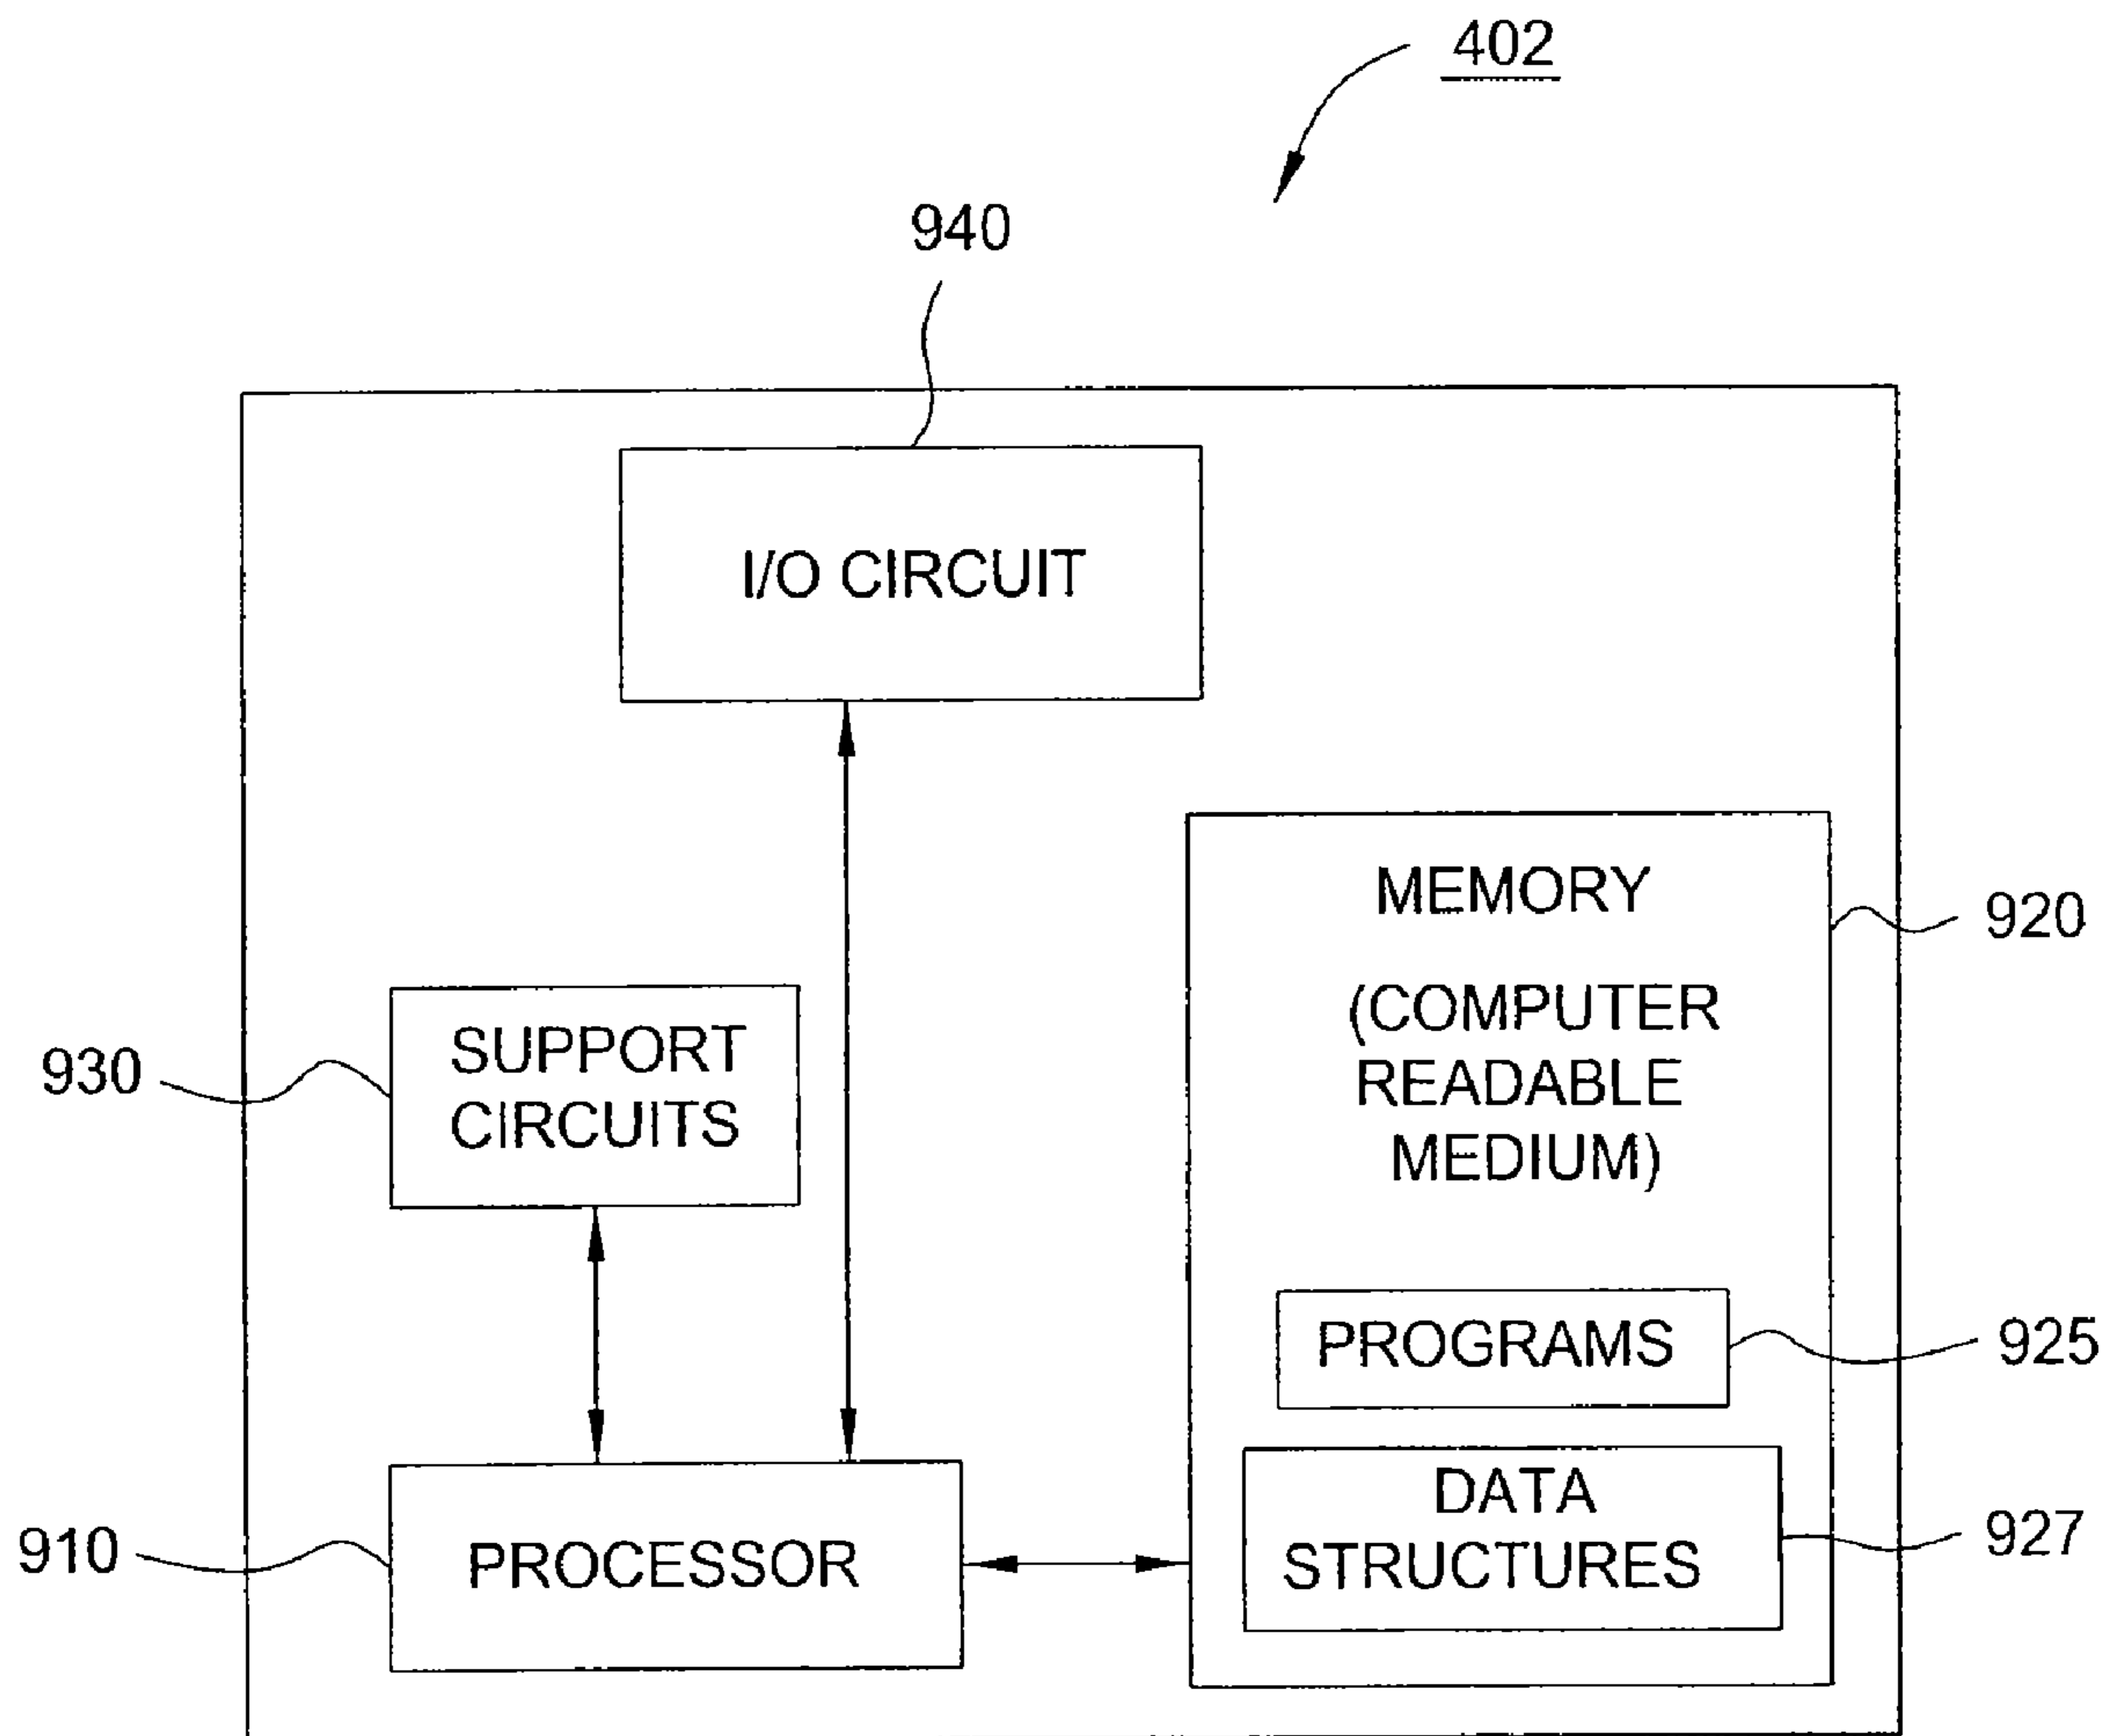 402
940
I/O CIRCUIT
MEMORY
920
(COMPUTER
READABLE
MEDIUM)
SUPPORT
CIRCUITS
930
PROGRAMS
925
DATA
STRUCTURES
927
910
PROCESSOR